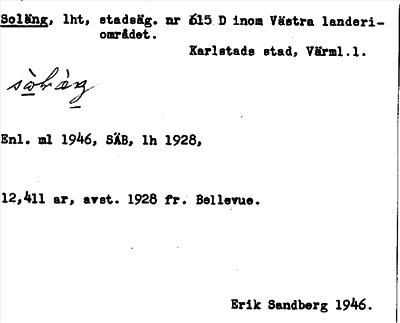 Soläng, lht, stadsäg. nr 615 D inom Västra landeri-
området.
Karlstads stad, Värml.l.
Enl. ml 1946, SÄB, lh 1928,
12,411 ar, avst. 1928 fr. Bellevue.
Erik Sandberg 1946.